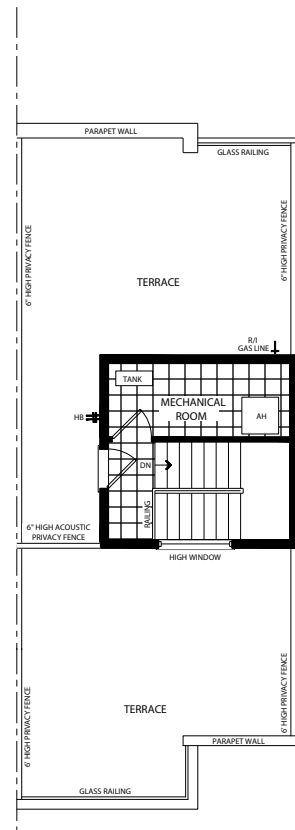 PARAPET WALL
GLASS RAILING
6" HIGH PRIVACY FENCE
6" HIGH PRIVACY FENCE
TERRACE
R/I
GAS LINE
TANK
MECHANICAL
ROOM
AH
HB
DN
RAILING
6" HIGH ACOUSTIC
PRIVACY FENCE
HIGH WINDOW
6' HIGH PRIVACY FENCE
6' HIGH PRIVACY FENCE
TERRACE
PARAPET WALL
GLASS RAILING